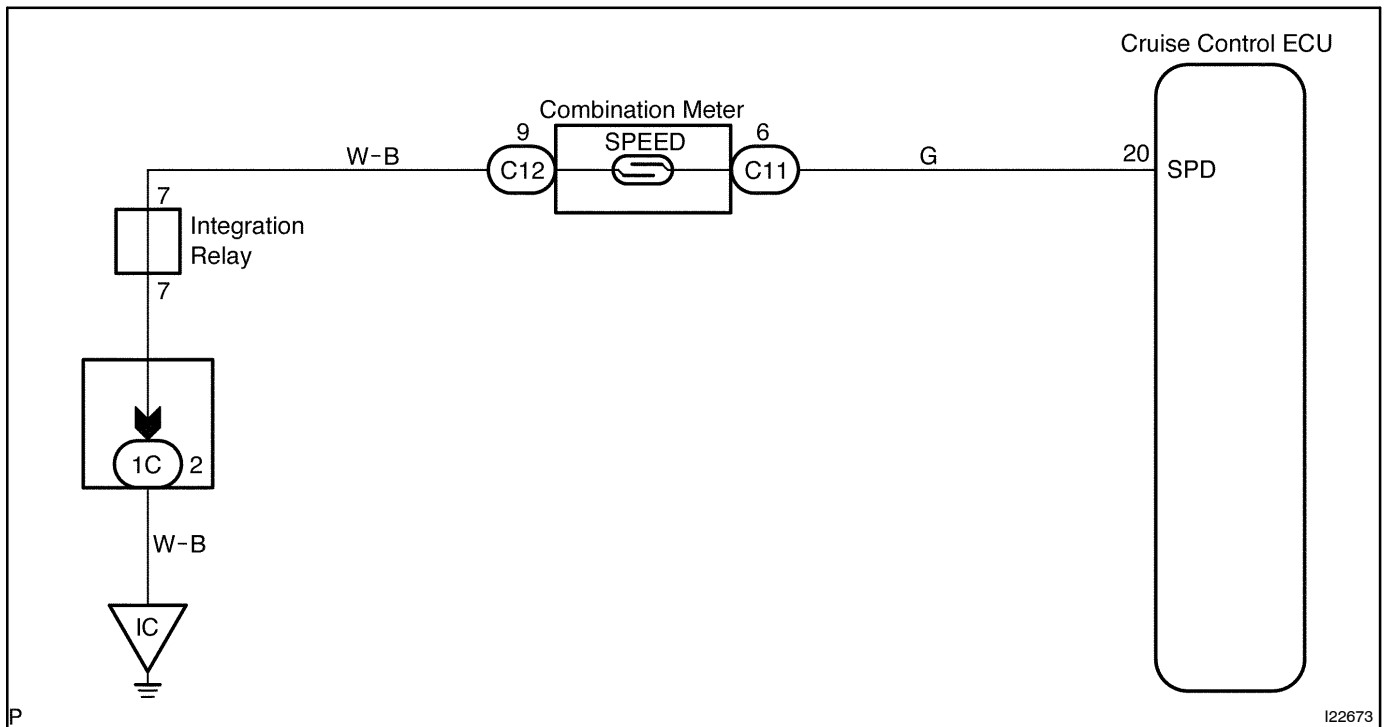 Cruise Control ECU
Combination Meter
9
SPEED
6
W-B
C12
C11
G
20
SPD
7
Integration
Relay
7
1C
2
W-B
IC
P
I22673